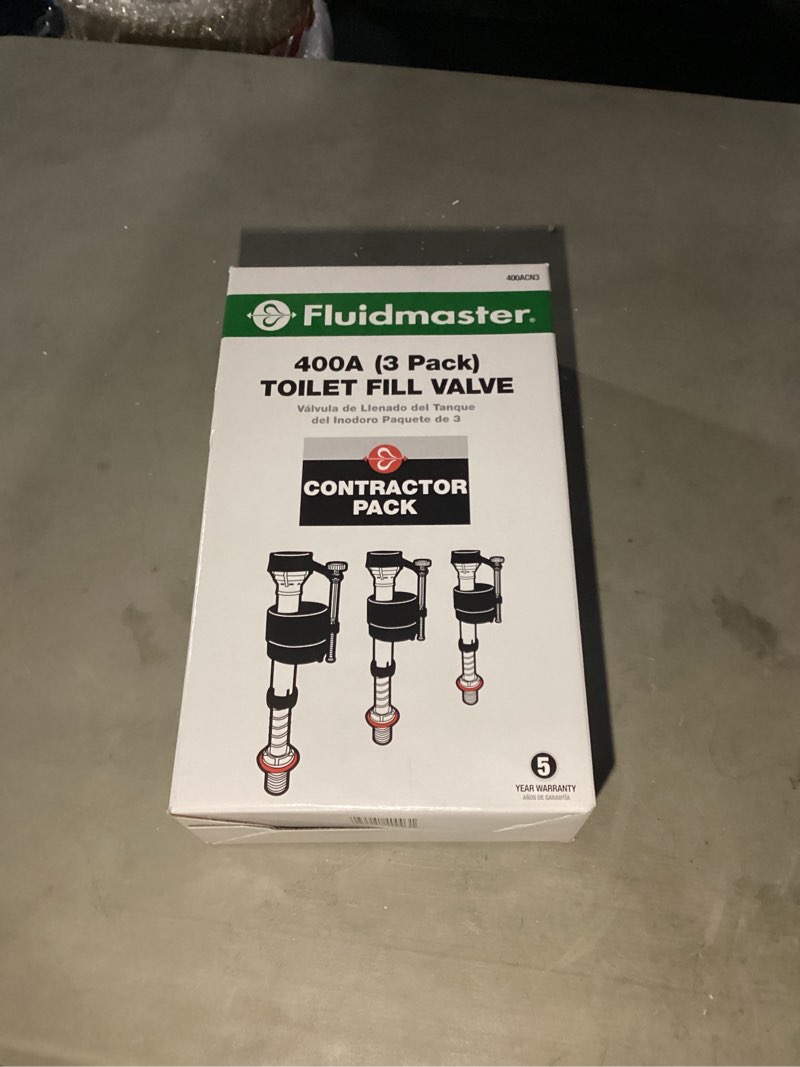 400ACN3
Fluidmaster®
400A (3 Pack)
TOILET FILL VALVE
Válvula de Llenado del Tanque
del Inodoro Paquete de 3
CONTRACTOR
PACK
5
YEAR WARRANTY
AÑOS DE GARANTÍA